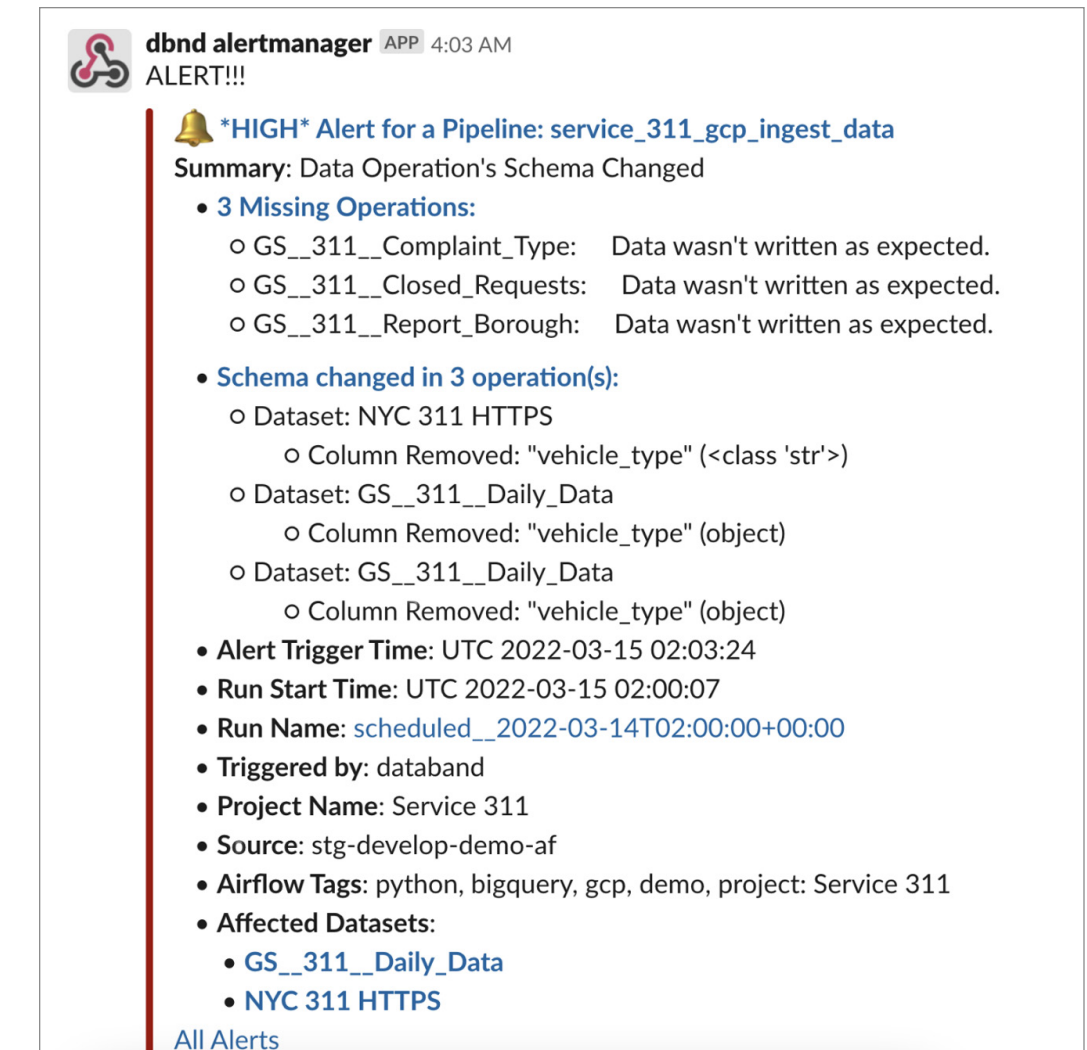 dbnd alertmanager APP 4:03 AM
ALERT!!!
*HIGH* Alert for a Pipeline: service_311_gcp_ingest_data
Summary: Data Operation's Schema Changed
• 3 Missing Operations:
○ GS__311__Complaint_Type: Data wasn't written as expected.
○ GS__311__Closed_Requests: Data wasn't written as expected.
○ GS__311__Report_Borough: Data wasn't written as expected.
• Schema changed in 3 operation(s):
○ Dataset: NYC 311 HTTPS
○ Column Removed: "vehicle_type" (<class 'str'>)
○ Dataset: GS__311__Daily_Data
○ Column Removed: "vehicle_type" (object)
○ Dataset: GS__311__Daily_Data
○ Column Removed: "vehicle_type" (object)
• Alert Trigger Time: UTC 2022-03-15 02:03:24
• Run Start Time: UTC 2022-03-15 02:00:07
• Run Name: scheduled__2022-03-14T02:00:00+00:00
• Triggered by: databand
• Project Name: Service 311
• Source: stg-develop-demo-af
• Airflow Tags: python, bigquery, gcp, demo, project: Service 311
• Affected Datasets:
• GS__311__Daily_Data
• NYC 311 HTTPS
All Alerts